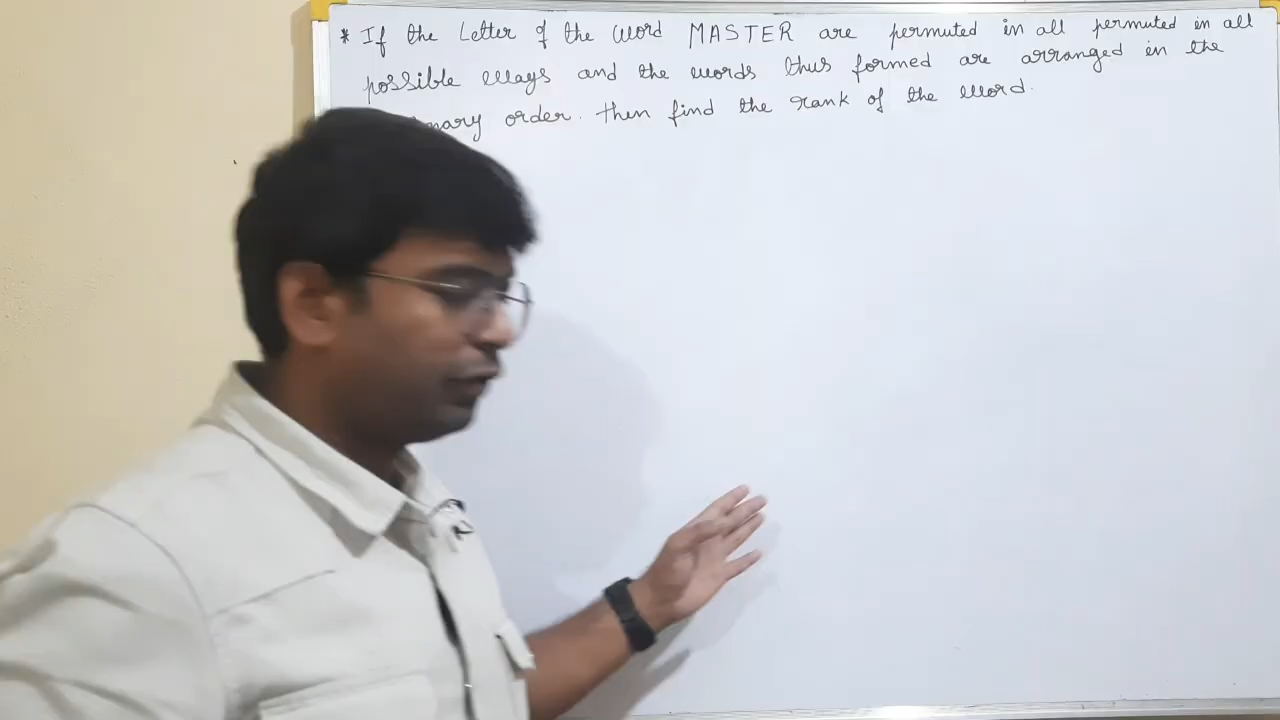 * If the Letter of the word MASTER are permuted in all permuted in all
possible ways and the words thus formed are arranged in the
order. then find the rank of the word.